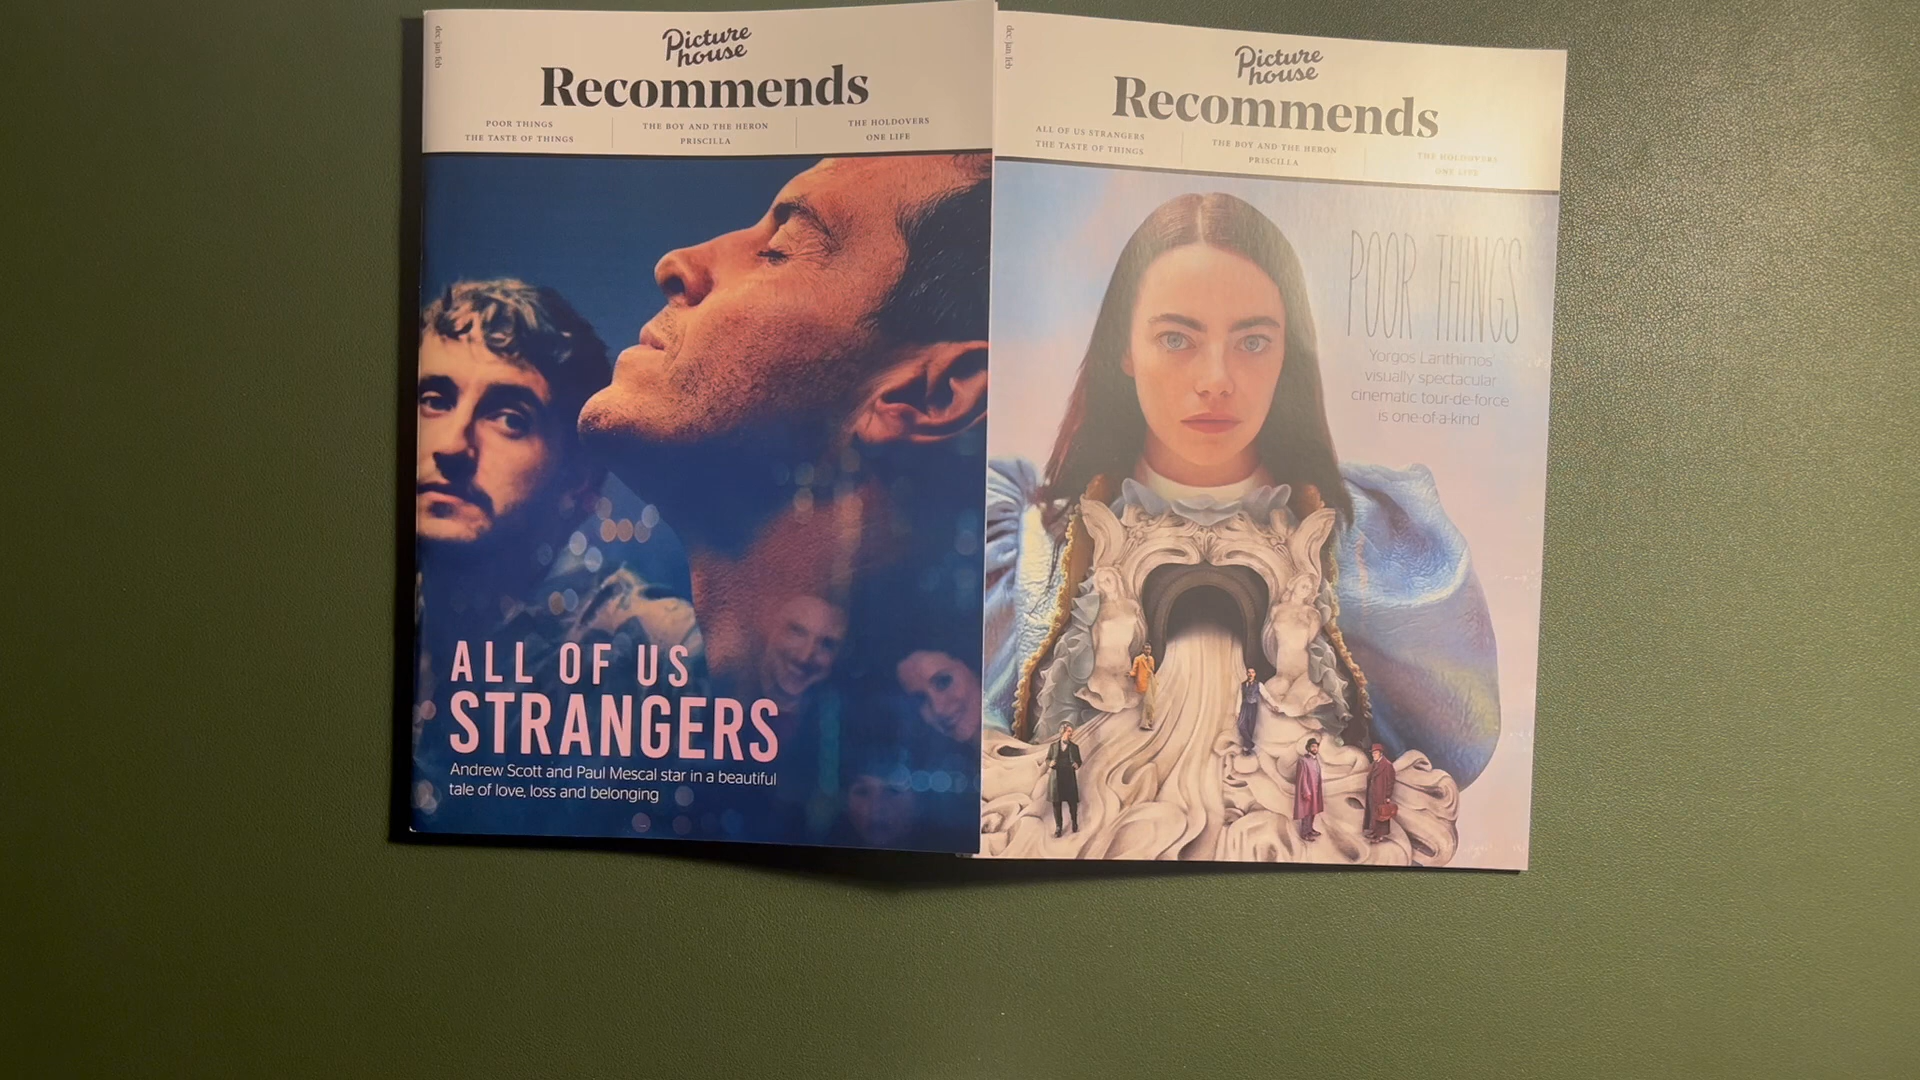 dec jan feb
Picture
house
Recommends
POOR THINGS
THE TASTE OF THINGS
THE BOY AND THE HERON
PRISCILLA
THE HOLDOVERS
ONE LIFE
ALL OF US
STRANGERS
Andrew Scott and Paul Mescal star in a beautiful
tale of love, loss and belonging
dec jan feb
Picture
house
Recommends
ALL OF US STRANGERS
THE TASTE OF THINGS
THE BOY AND THE HERON
PRISCILLA
THE HOLDOVERS
ONE LIFE
POOR THINGS
Yorgos Lanthimos'
visually spectacular
cinematic tour-de-force
is one-of-a-kind